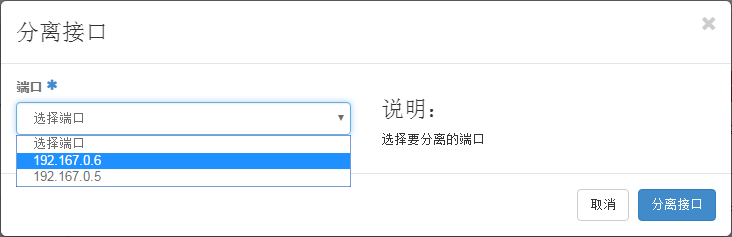 分离接口
×
端口 *
选择端口
选择端口
192.167.0.6
192.167.0.5
说明：
选择要分离的端口
取消
分离接口